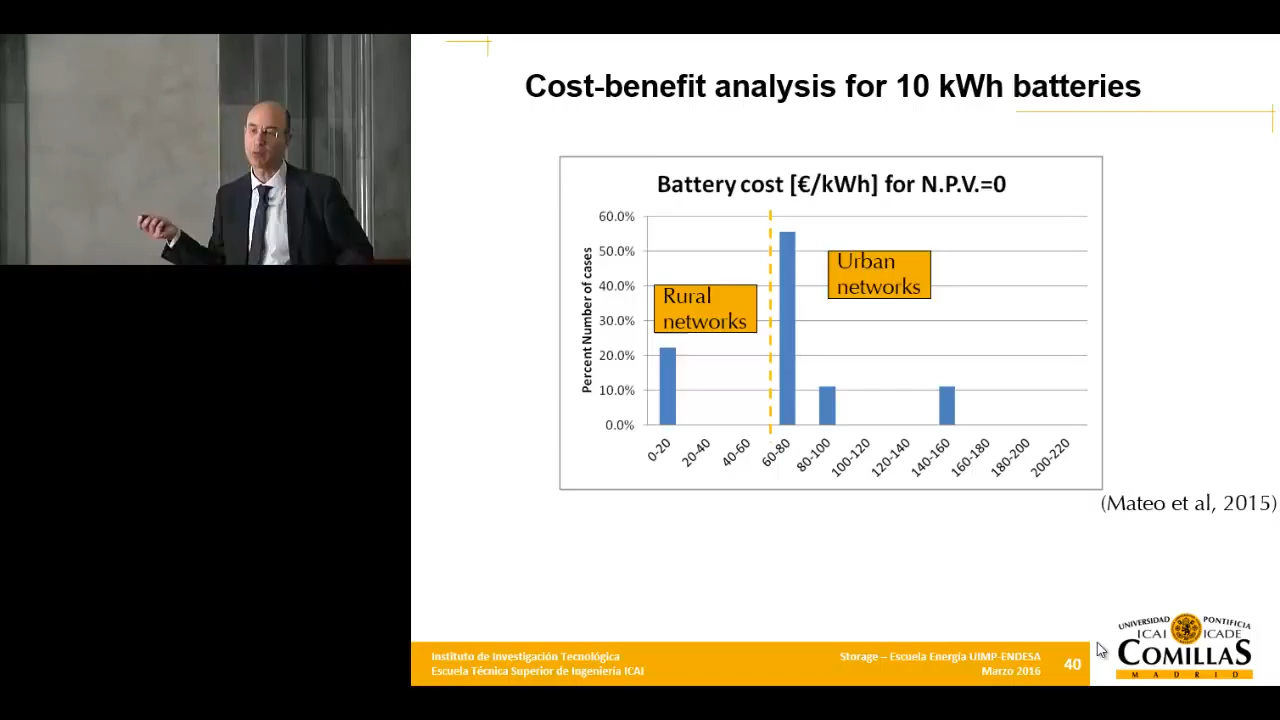 Cost-benefit analysis for 10 kWh batteries
Battery cost [€/kWh] for N.P.V.=0
Percent Number of cases
60.0%
50.0%
40.0%
30.0%
20.0%
10.0%
0.0%
Rural
networks
Urban
networks
0-20
20-40
40-60
60-80
80-100
100-120
120-140
140-160
160-180
180-200
200-220
(Mateo et al, 2015)
Instituto de Investigación Tecnológica
Escuela Técnica Superior de Ingeniería ICAI
Storage – Escuela Energía UIMP-ENDESA
Marzo 2016
40
UNIVERSIDAD PONTIFICIA
ICAI ICADE
COMILLAS
MADRID